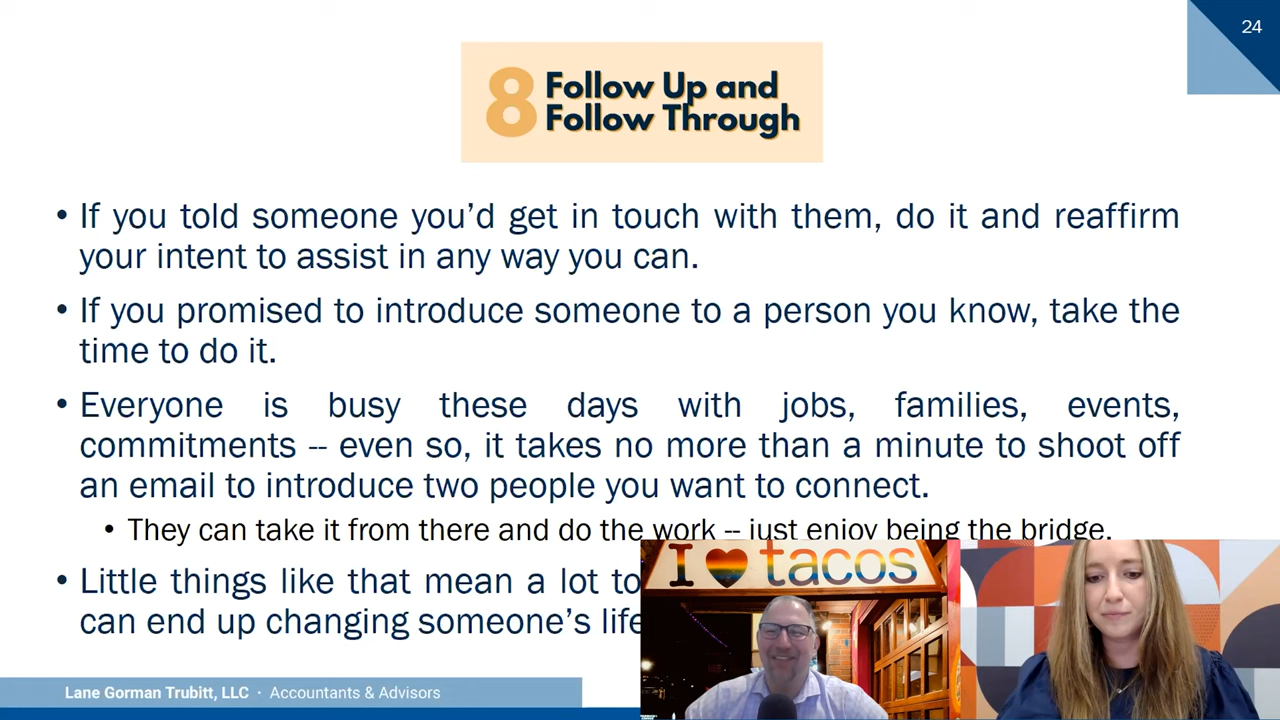 24
8 Follow Up and
Follow Through
• If you told someone you’d get in touch with them, do it and reaffirm
your intent to assist in any way you can.
• If you promised to introduce someone to a person you know, take the
time to do it.
• Everyone is busy these days with jobs, families, events,
commitments -- even so, it takes no more than a minute to shoot off
an email to introduce two people you want to connect.
• They can take it from there and do the work -- just enjoy being the bridge.
• Little things like that mean a lot to
can end up changing someone’s life
I tacos
Lane Gorman Trubitt, LLC · Accountants & Advisors